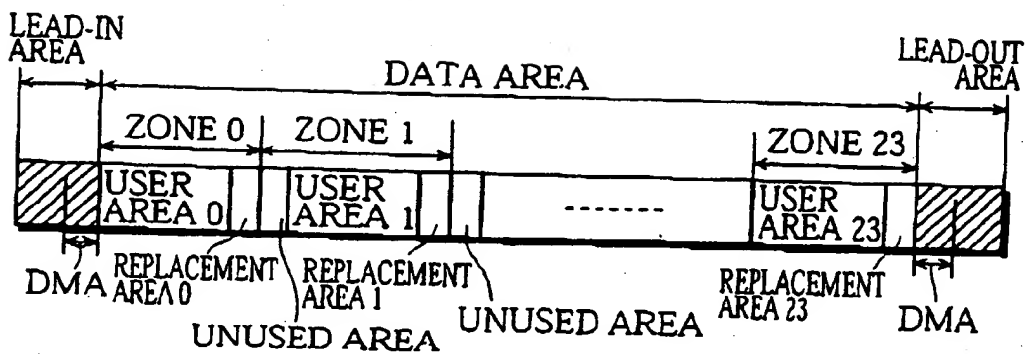 LEAD-IN
AREA
DATA AREA
LEAD-OUT
AREA
ZONE 0
ZONE 1
ZONE 23
USER
AREA 0
USER
AREA 1
USER
AREA 23
DMA
REPLACEMENT
AREA 0
UNUSED AREA
REPLACEMENT
AREA 1
UNUSED AREA
REPLACEMENT
AREA 23
DMA